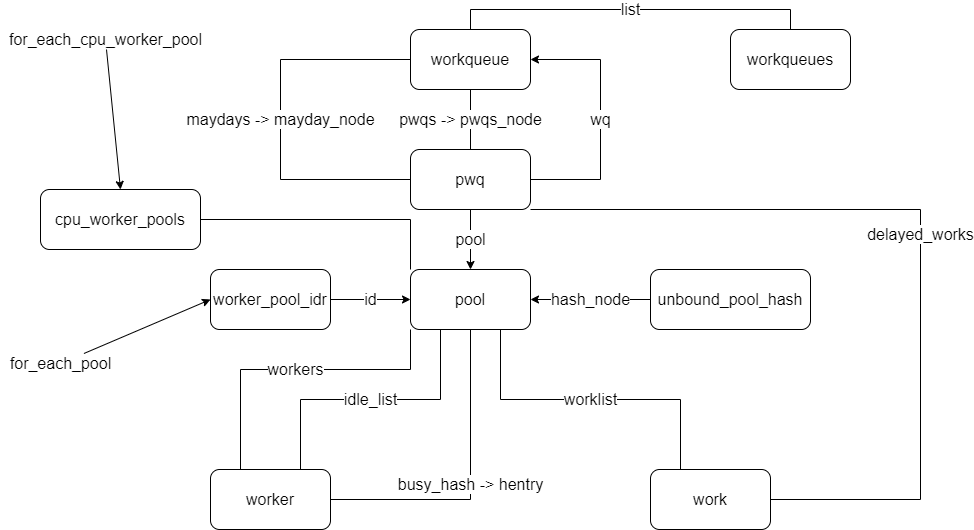 list
for_each_cpu_worker_pool
workqueue
workqueues
maydays -> mayday_node
pwqs -> pwqs_node
wq
pwq
cpu_worker_pools
pool
delayed_works
worker_pool_idr
id
pool
hash_node
unbound_pool_hash
for_each_pool
workers
idle_list
worklist
busy_hash -> hentry
worker
work